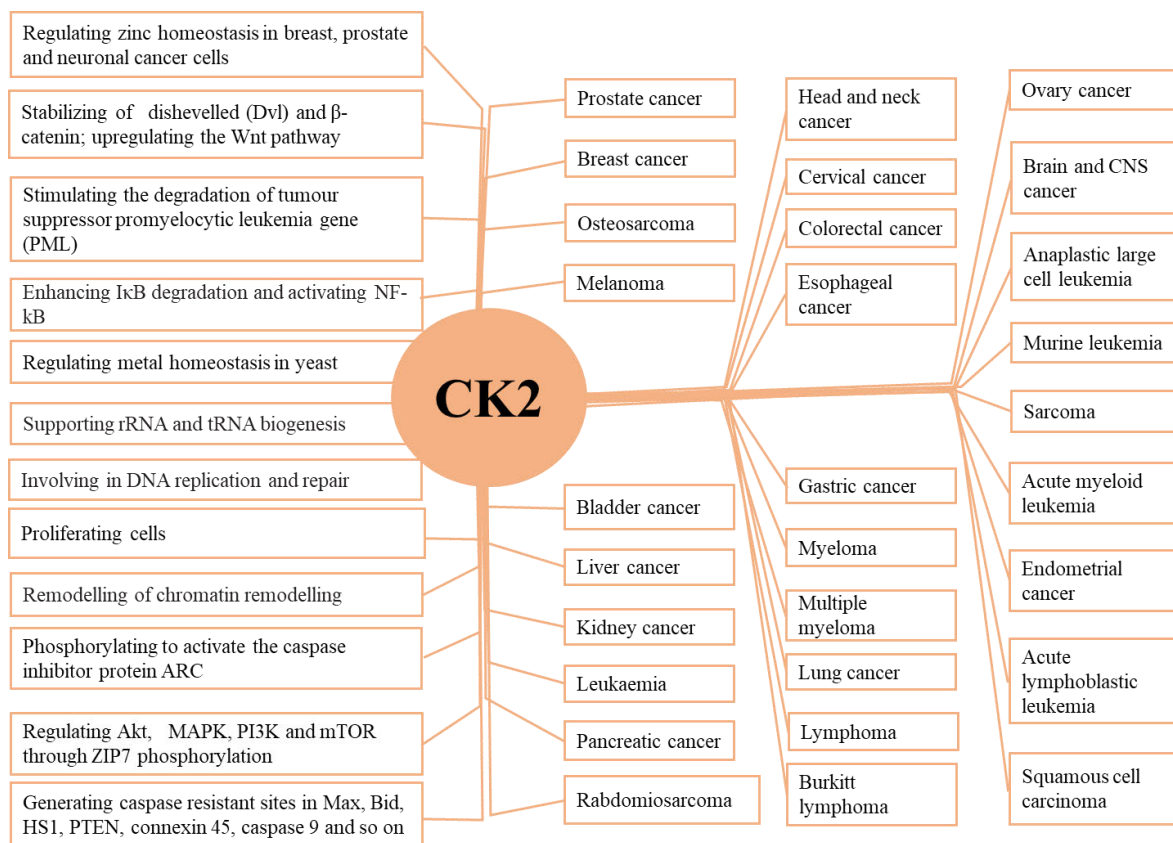 Regulating zinc homeostasis in breast, prostate
and neuronal cancer cells
Stabilizing of dishevelled (Dvl) and β-
catenin; upregulating the Wnt pathway
Stimulating the degradation of tumour
suppressor promyelocytic leukemia gene
(PML)
Enhancing IκB degradation and activating NF-
kB
Regulating metal homestasis in yeast
Supporting rRNA and tRNA biogenesis
Involving in DNA replication and repair
Proliferating cells
Remodelling of chromatin remodelling
Phosphorylating to activate the caspase
inhibitor protein ARC
Regulating Akt, MAPK, PI3K and mTOR
through ZIP7 phosphorylation
Generating caspase resistant sites in Max, Bid,
HS1, PTEN, connexin 45, caspase 9 and so on
CK2
Prostate cancer
Breast cancer
Osteosarcoma
Melanoma
Bladder cancer
Liver cancer
Kidney cancer
Leukaemia
Pancreatic cancer
Rabdomiosarcoma
Head and neck
cancer
Cervical cancer
Colorectal cancer
Esophageal
cancer
Gastric cancer
Myeloma
Multiple
myeloma
Lung cancer
Lymphoma
Burkitt
lymphoma
Ovary cancer
Brain and CNS
cancer
Anaplastic large
cell leukemia
Murine leukemia
Sarcoma
Acute myeloid
leukemia
Endometrial
cancer
Acute
lymphoblastic
leukemia
Squamous cell
carcinoma